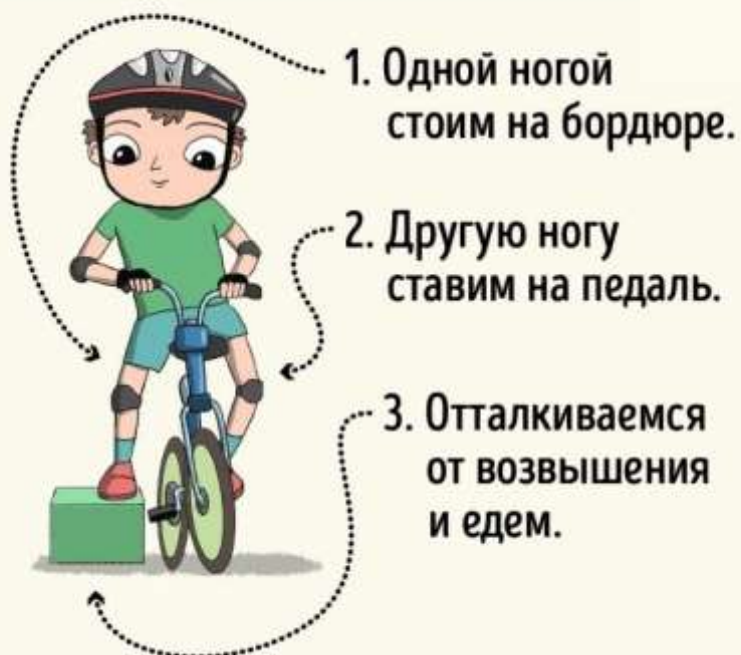 1. Одной ногой
стоим на бордюре.
2. Другую ногу
ставим на педаль.
3. Отталкиваемся
от возвышения
и едем.